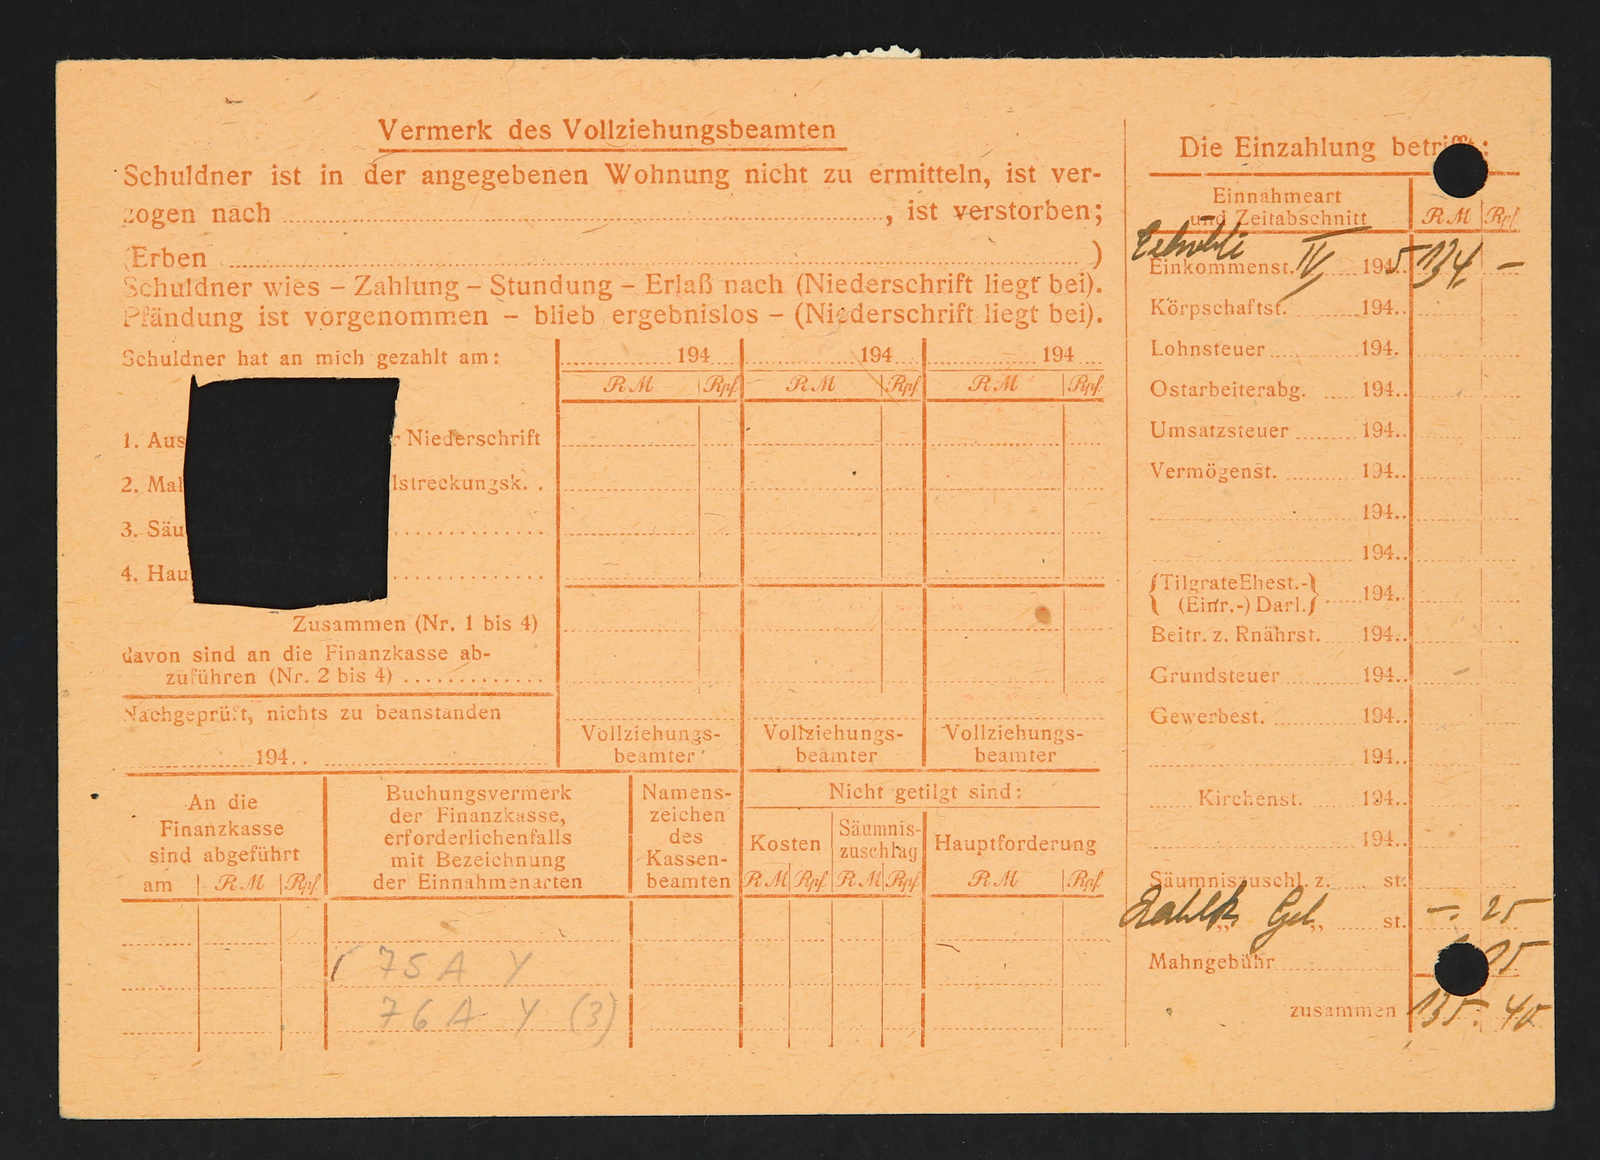 Vermerk des Vollziehungsbeamten
Schuldner ist in der angegebenen Wohnung nicht zu ermitteln, ist ver-
zogen nach ........, ist verstorben;
(Erben ........)
Schuldner wies – Zahlung – Stundung – Erlaß nach (Niederschrift liegt bei).
Pfändung ist vorgenommen – blieb ergebnislos – (Niederschrift liegt bei).
Schuldner hat an mich gezahlt am:
194 194 194
RM Rpf. RM Rpf. RM Rpf.
1. Aus r Niederschrift
2. Mah lstreckungsk. .
3. Säu
4. Hau
Zusammen (Nr. 1 bis 4)
davon sind an die Finanzkasse ab-
zuführen (Nr. 2 bis 4)
Nachgeprüft, nichts zu beanstanden
194. .
Vollziehungs-
beamter
Vollziehungs-
beamter
Vollziehungs-
beamter
An die
Finanzkasse
sind abgeführt
am RM Rpf.
Buchungsvermerk
der Finanzkasse,
erforderlichenfalls
mit Bezeichnung
der Einnahmenarten
Namens-
zeichen
des
Kassen-
beamten
Nicht getilgt sind:
Kosten
RM Rpf.
Säumnis-
zuschlag
RM Rpf.
Hauptforderung
RM Rpf.
75 A Y
76 A Y (3)
Die Einzahlung betrifft:
Einnahmeart
und Zeitabschnitt RM Rpf.
Einkommenst. IV 1945 134 –
Körpschaftst. 194..
Lohnsteuer 194.
Ostarbeiterabg. 194..
Umsatzsteuer 194..
Vermögenst. 194..
194..
194..
{TilgrateEhest.-}
{(Einr.-) Darl.} 194..
Beitr. z. Rnährst. 194..
Grundsteuer 194..
Gewerbest. 194..
194..
Kirchenst. 194..
194..
Säumniszuschl. z. st.
Zahlk. Geb. „ st. –. 25
Mahngebühr
zusammen 135. 40